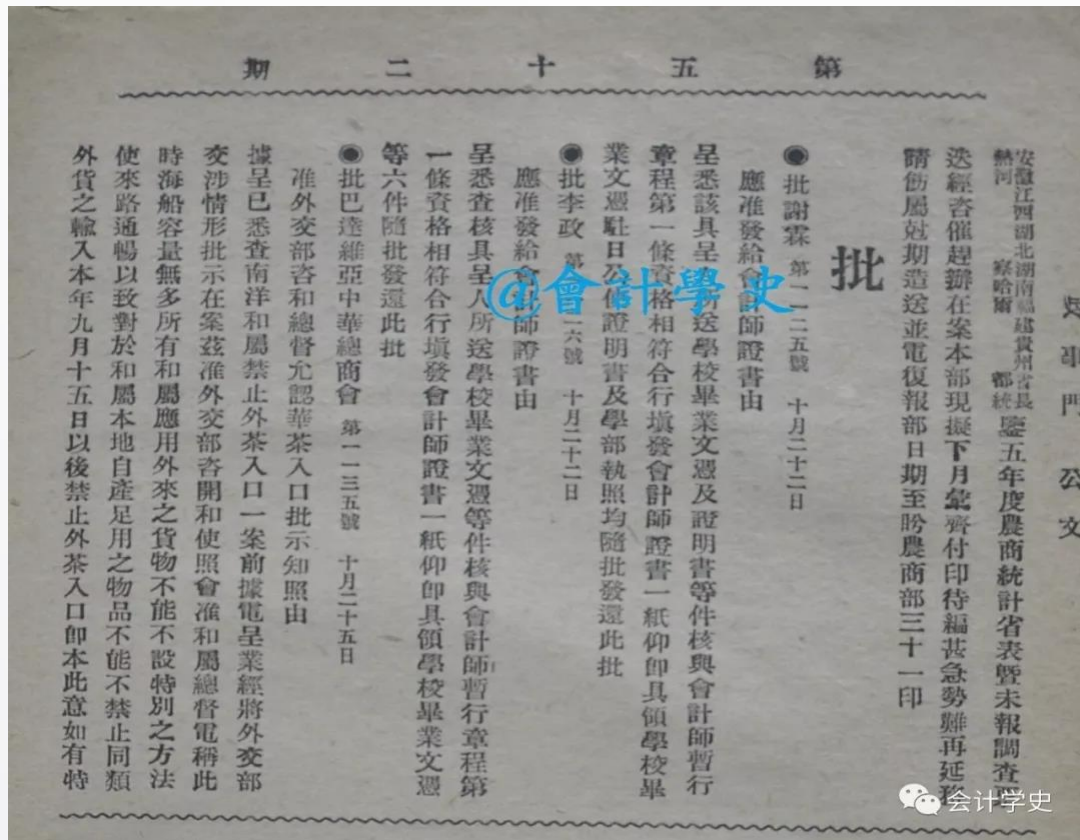 第五十二期
門公文
安徽江西湖北湖南福建貴州省長
熱河 察哈爾 都統
鑒五年度農商統計省表暨未報調查
迭經咨催趕辦在案本部現擬下月彙齊付印待編甚急勢難再延務
請飭屬尅期造送並電復報部日期至盼農商部三十一印
批
●批謝霖 第一一二五號 十月二十二日
應准發給會計師證書由
呈悉該具呈所送學校畢業文憑及證明書等件核與會計師暫行
章程第一條資格相符合行填發會計師證書一紙仰即具領學校畢
業文憑駐日公使證明書及學部執照均隨批發還此批
●批李政 第 二六號 十月二十二日
應准發給會計師證書由
呈悉查核具呈人所送學校畢業文憑等件核與會計師暫行章程第
一條資格相符合行填發會計師證書一紙仰即具領學校畢業文憑
等六件隨批發還此批
●批巴達維亞中華總商會 第一一三五號 十月二十五日
准外交部咨和總督允認華茶入口批示知照由
據呈已悉查南洋和屬禁止外茶入口一案前據電呈業經將外交部
交涉情形批示在案茲准外交部咨開和使照會准和屬總督電稱此
時海船容量無多所有和屬應用外來之貨物不能不設特別之方法
使來路通暢以致對於和屬本地自產足用之物品不能不禁止同類
外貨之輸入本年九月十五日以後禁止外茶入口即本此意如有特
@會計學史
会计学史